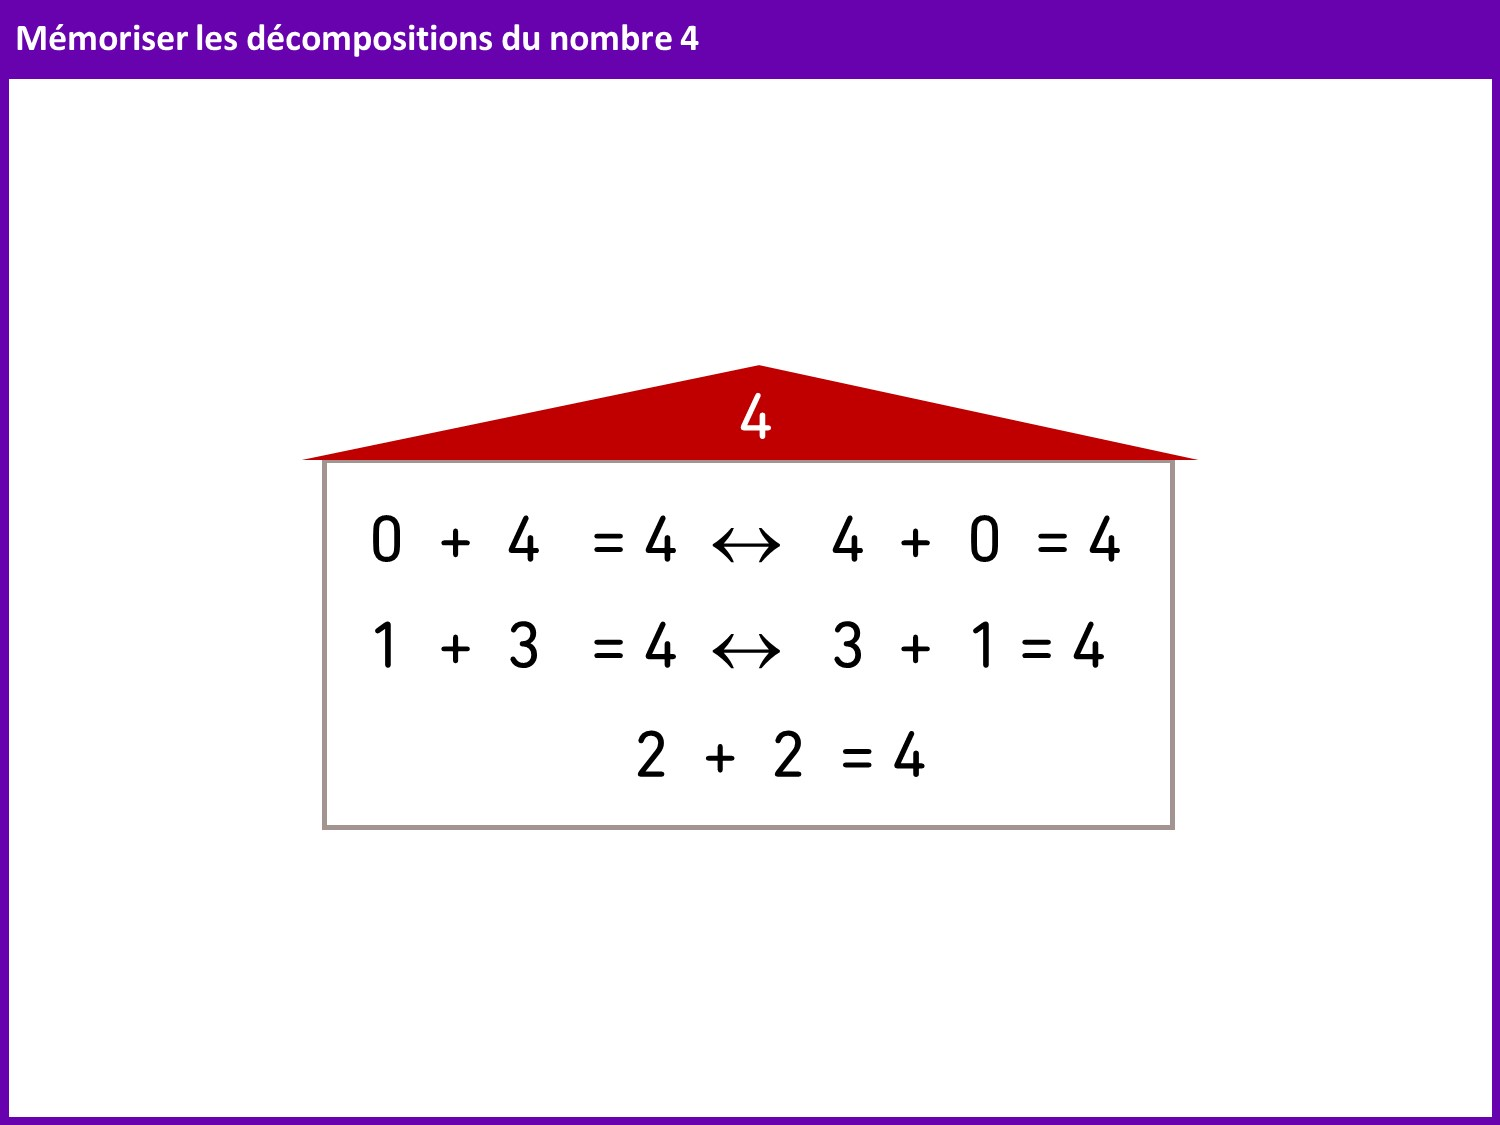 Mémoriser les décompositions du nombre 4
4
0 + 4 = 4 ↔ 4 + 0 = 4
1 + 3 = 4 ↔ 3 + 1 = 4
2 + 2 = 4